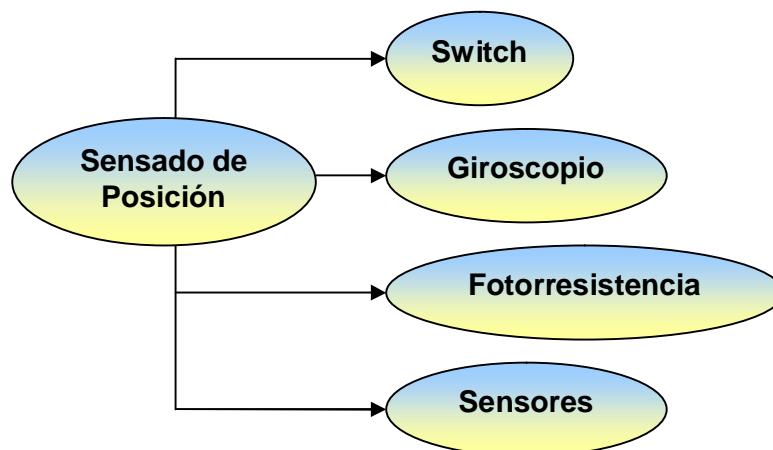 Switch
Sensado de
Posición
Giroscopio
Fotorresistencia
Sensores